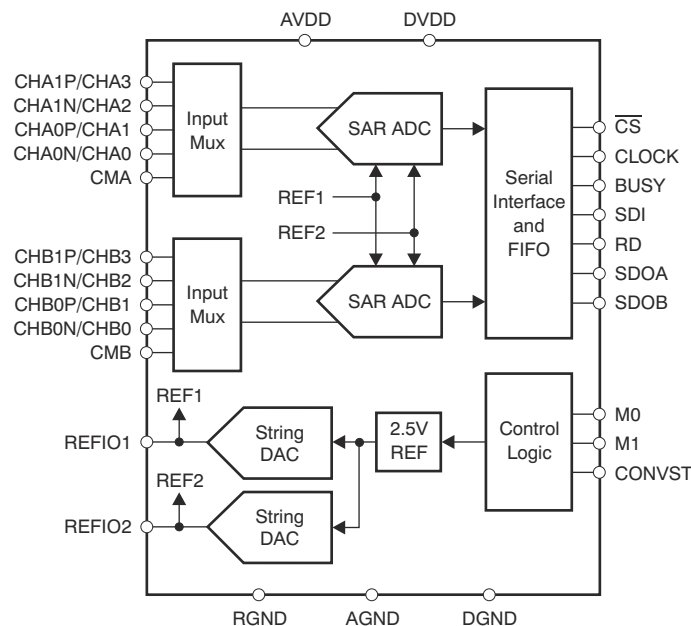 AVDD
DVDD
CHA1P/CHA3
CHA1N/CHA2
CHA0P/CHA1
CHA0N/CHA0
CMA
Input
Mux
SAR ADC
REF1
REF2
CHB1P/CHB3
CHB1N/CHB2
CHB0P/CHB1
CHB0N/CHB0
CMB
Input
Mux
SAR ADC
Serial
Interface
and
FIFO
CS
CLOCK
BUSY
SDI
RD
SDOA
SDOB
REF1
REFIO1
String
DAC
2.5V
REF
Control
Logic
M0
M1
CONVST
REF2
REFIO2
String
DAC
RGND
AGND
DGND